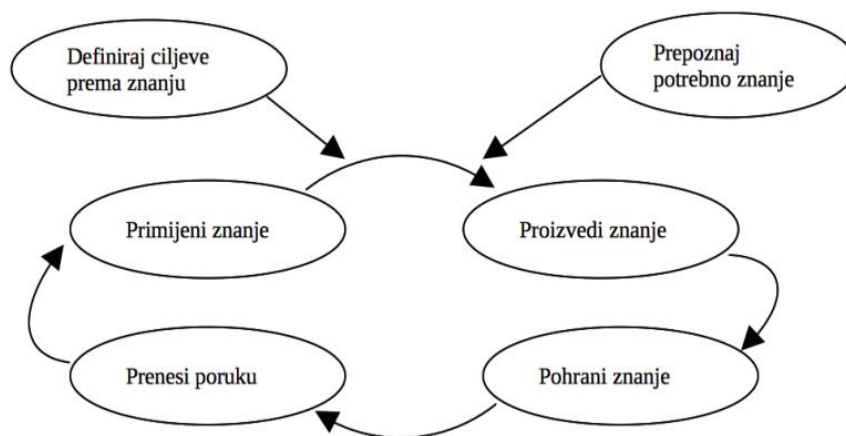 Definiraj ciljeve
prema znanju
Prepoznaj
potrebno znanje
Primijeni znanje
Proizvedi znanje
Prenesi poruku
Pohrani znanje